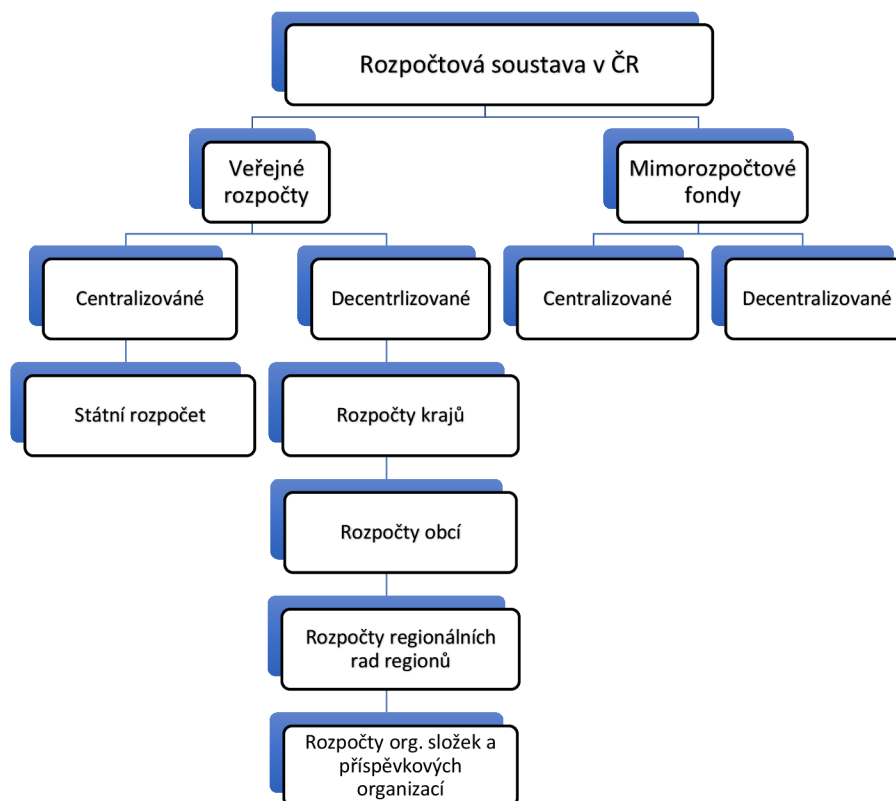 Rozpočtová soustava v ČR
Veřejné
rozpočty
Mimorozpočtové
fondy
Centralizováné
Decentrlizované
Centralizované
Decentralizované
Státní rozpočet
Rozpočty krajů
Rozpočty obcí
Rozpočty regionálních
rad regionů
Rozpočty org. složek a
příspěvkových
organizací